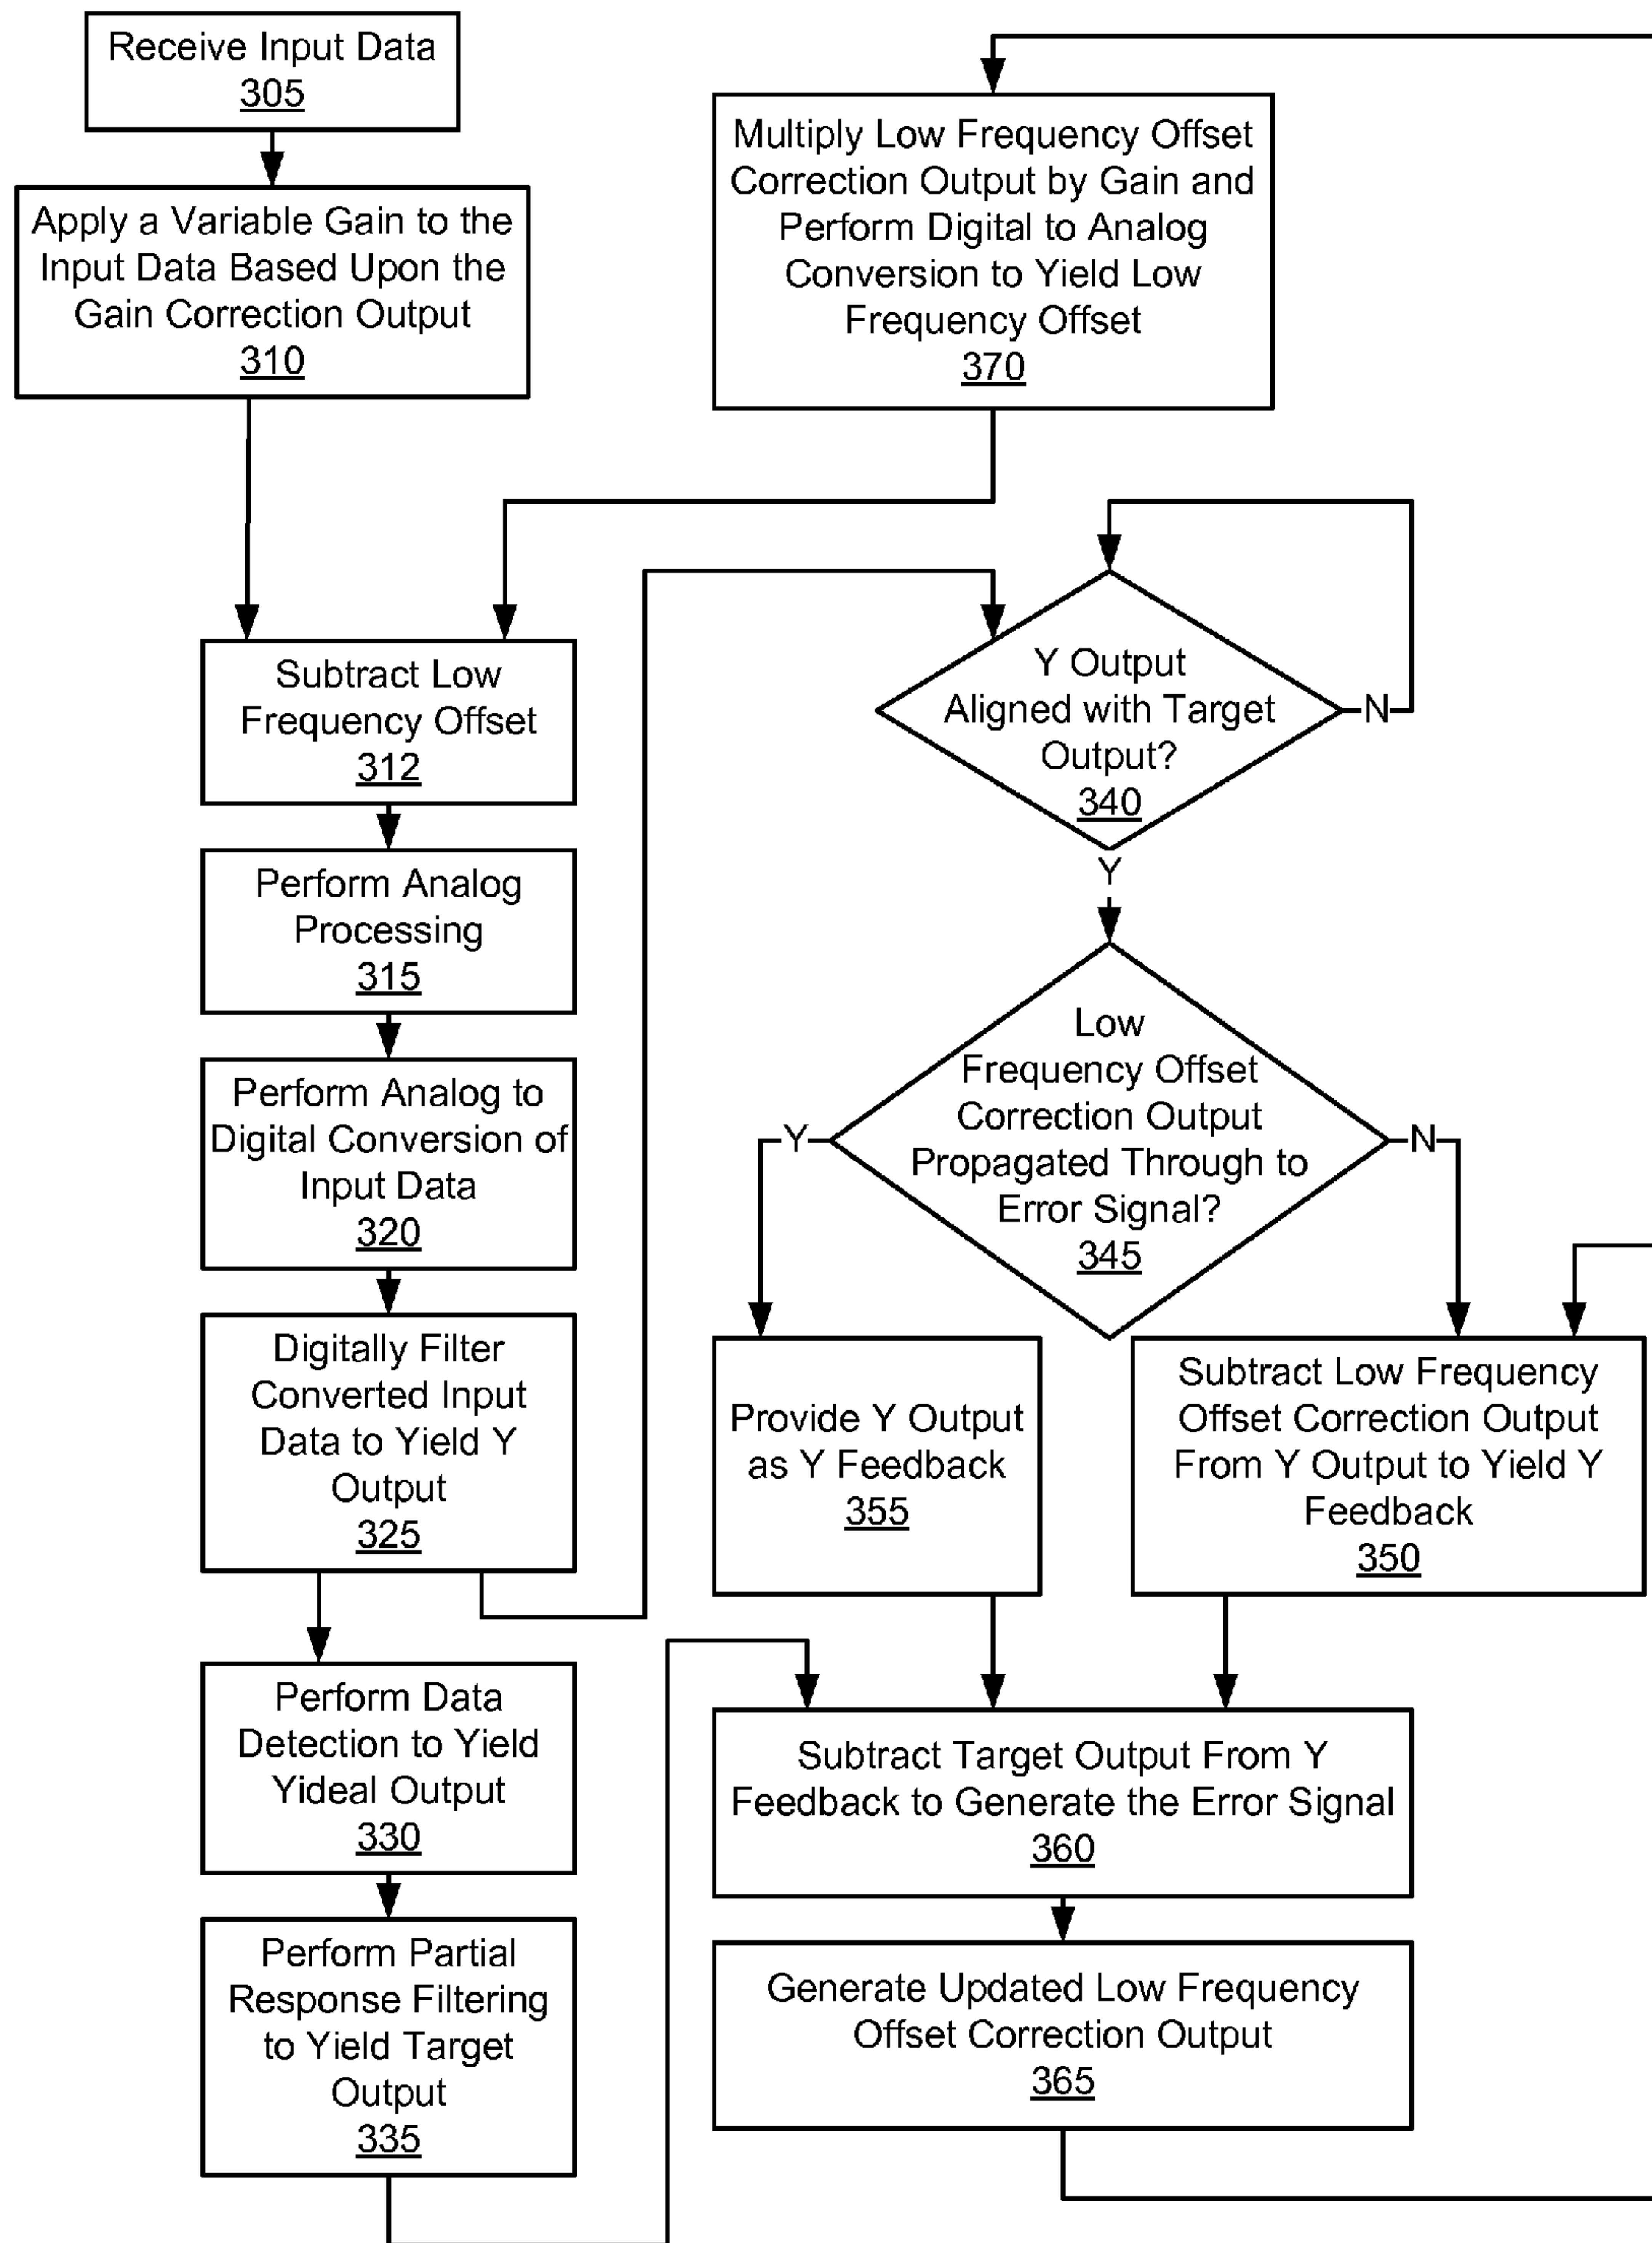 Receive Input Data
305
Apply a Variable Gain to the
Input Data Based Upon the
Gain Correction Output
310
Subtract Low
Frequency Offset
312
Perform Analog
Processing
315
Perform Analog to
Digital Conversion of
Input Data
320
Digitally Filter
Converted Input
Data to Yield Y
Output
325
Perform Data
Detection to Yield
Yideal Output
330
Perform Partial
Response Filtering
to Yield Target
Output
335
Multiply Low Frequency Offset
Correction Output by Gain and
Perform Digital to Analog
Conversion to Yield Low
Frequency Offset
370
Y Output
Aligned with Target
Output?
340
N
Y
Low
Frequency Offset
Correction Output
Propagated Through to
Error Signal?
345
Y
N
Provide Y Output
as Y Feedback
355
Subtract Low Frequency
Offset Correction Output
From Y Output to Yield Y
Feedback
350
Subtract Target Output From Y
Feedback to Generate the Error Signal
360
Generate Updated Low Frequency
Offset Correction Output
365